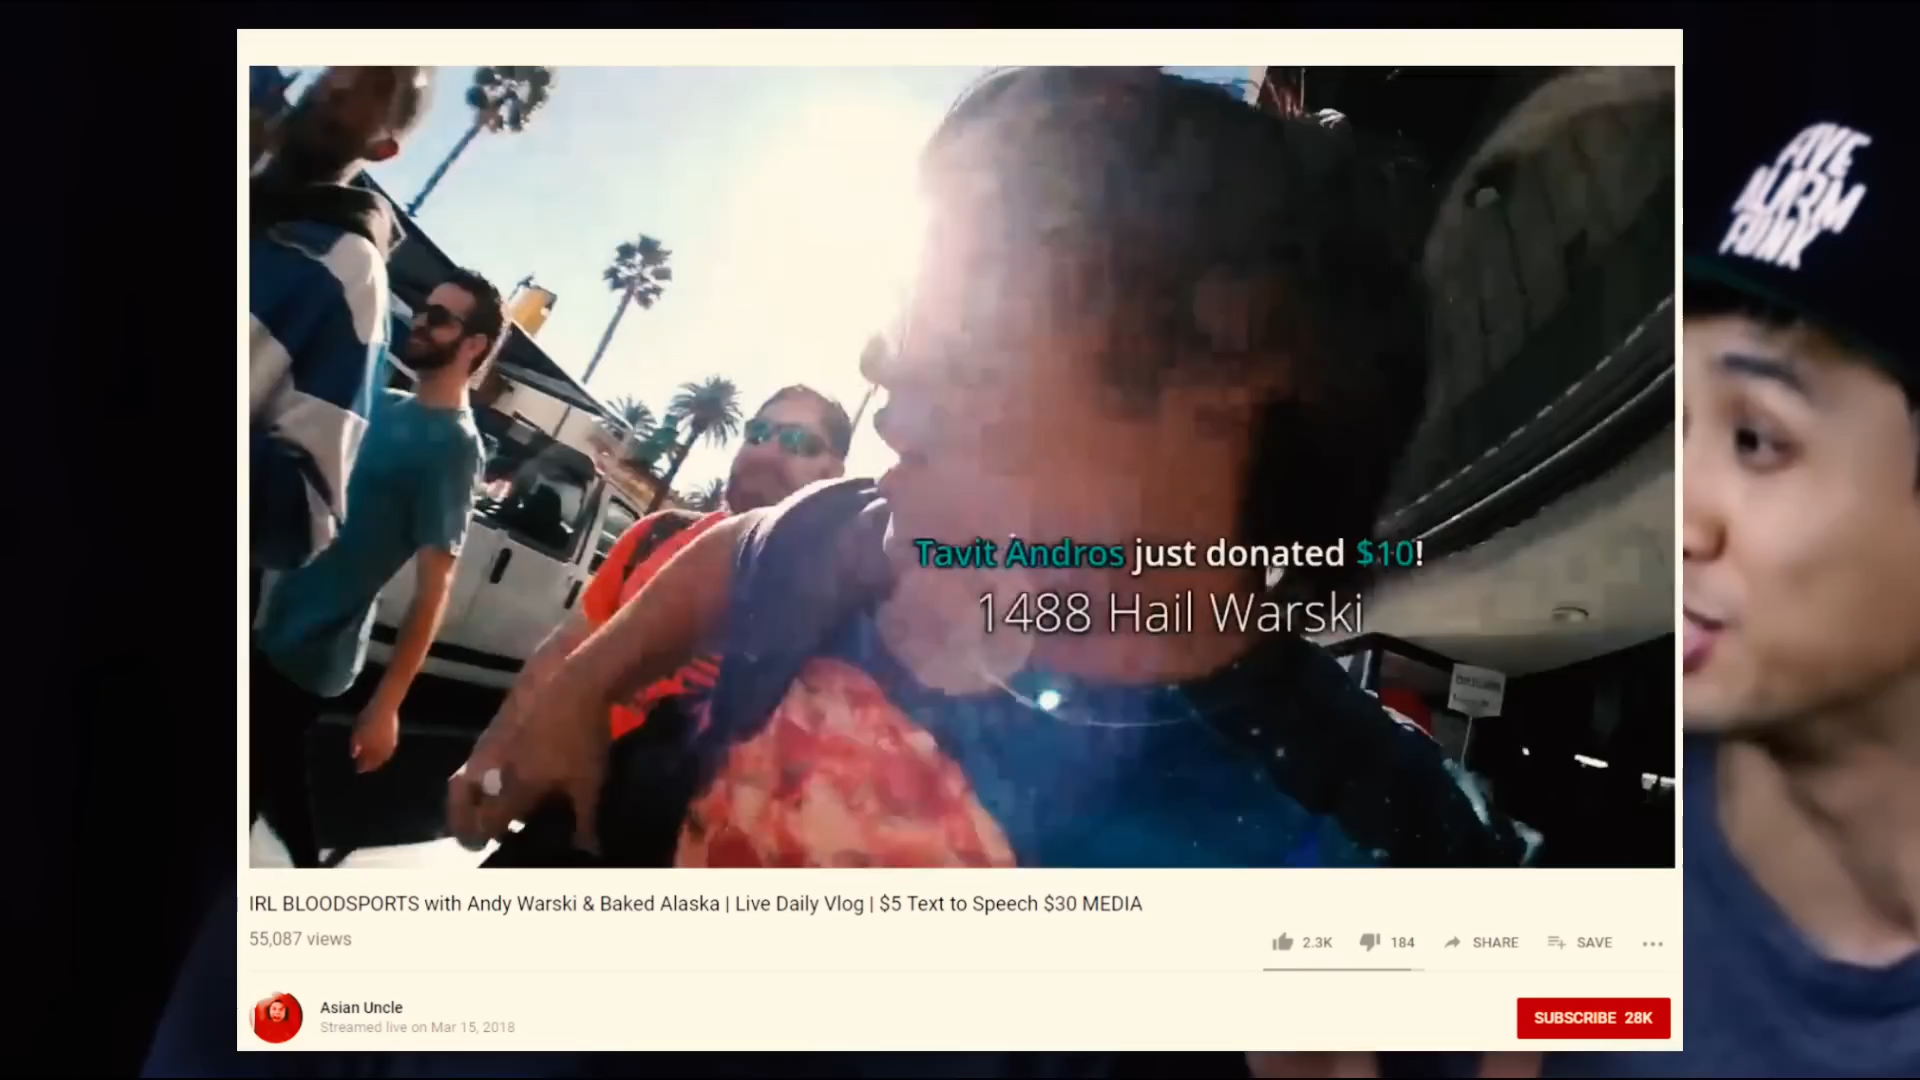 FIVE
ALARM
FUNK
Tavit Andros just donated $10!
1488 Hail Warski
IRL BLOODSPORTS with Andy Warski & Baked Alaska | Live Daily Vlog | $5 Text to Speech $30 MEDIA
55,087 views
2.3K 184 SHARE SAVE
Asian Uncle
Streamed live on Mar 15, 2018
SUBSCRIBE 28K